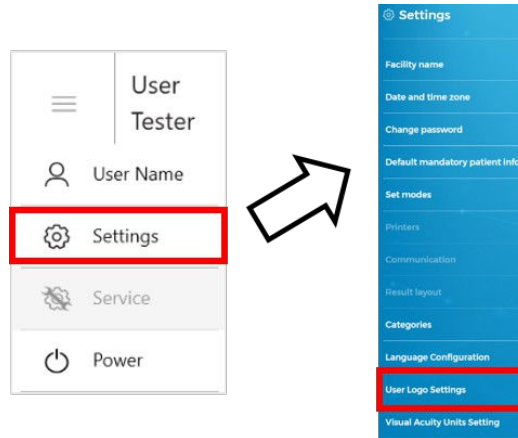 User
Tester
User Name
Settings
Service
Power
Settings
Facility name
Date and time zone
Change password
Default mandatory patient info
Set modes
Printers
Communication
Result layout
Categories
Language Configuration
User Logo Settings
Visual Acuity Units Setting